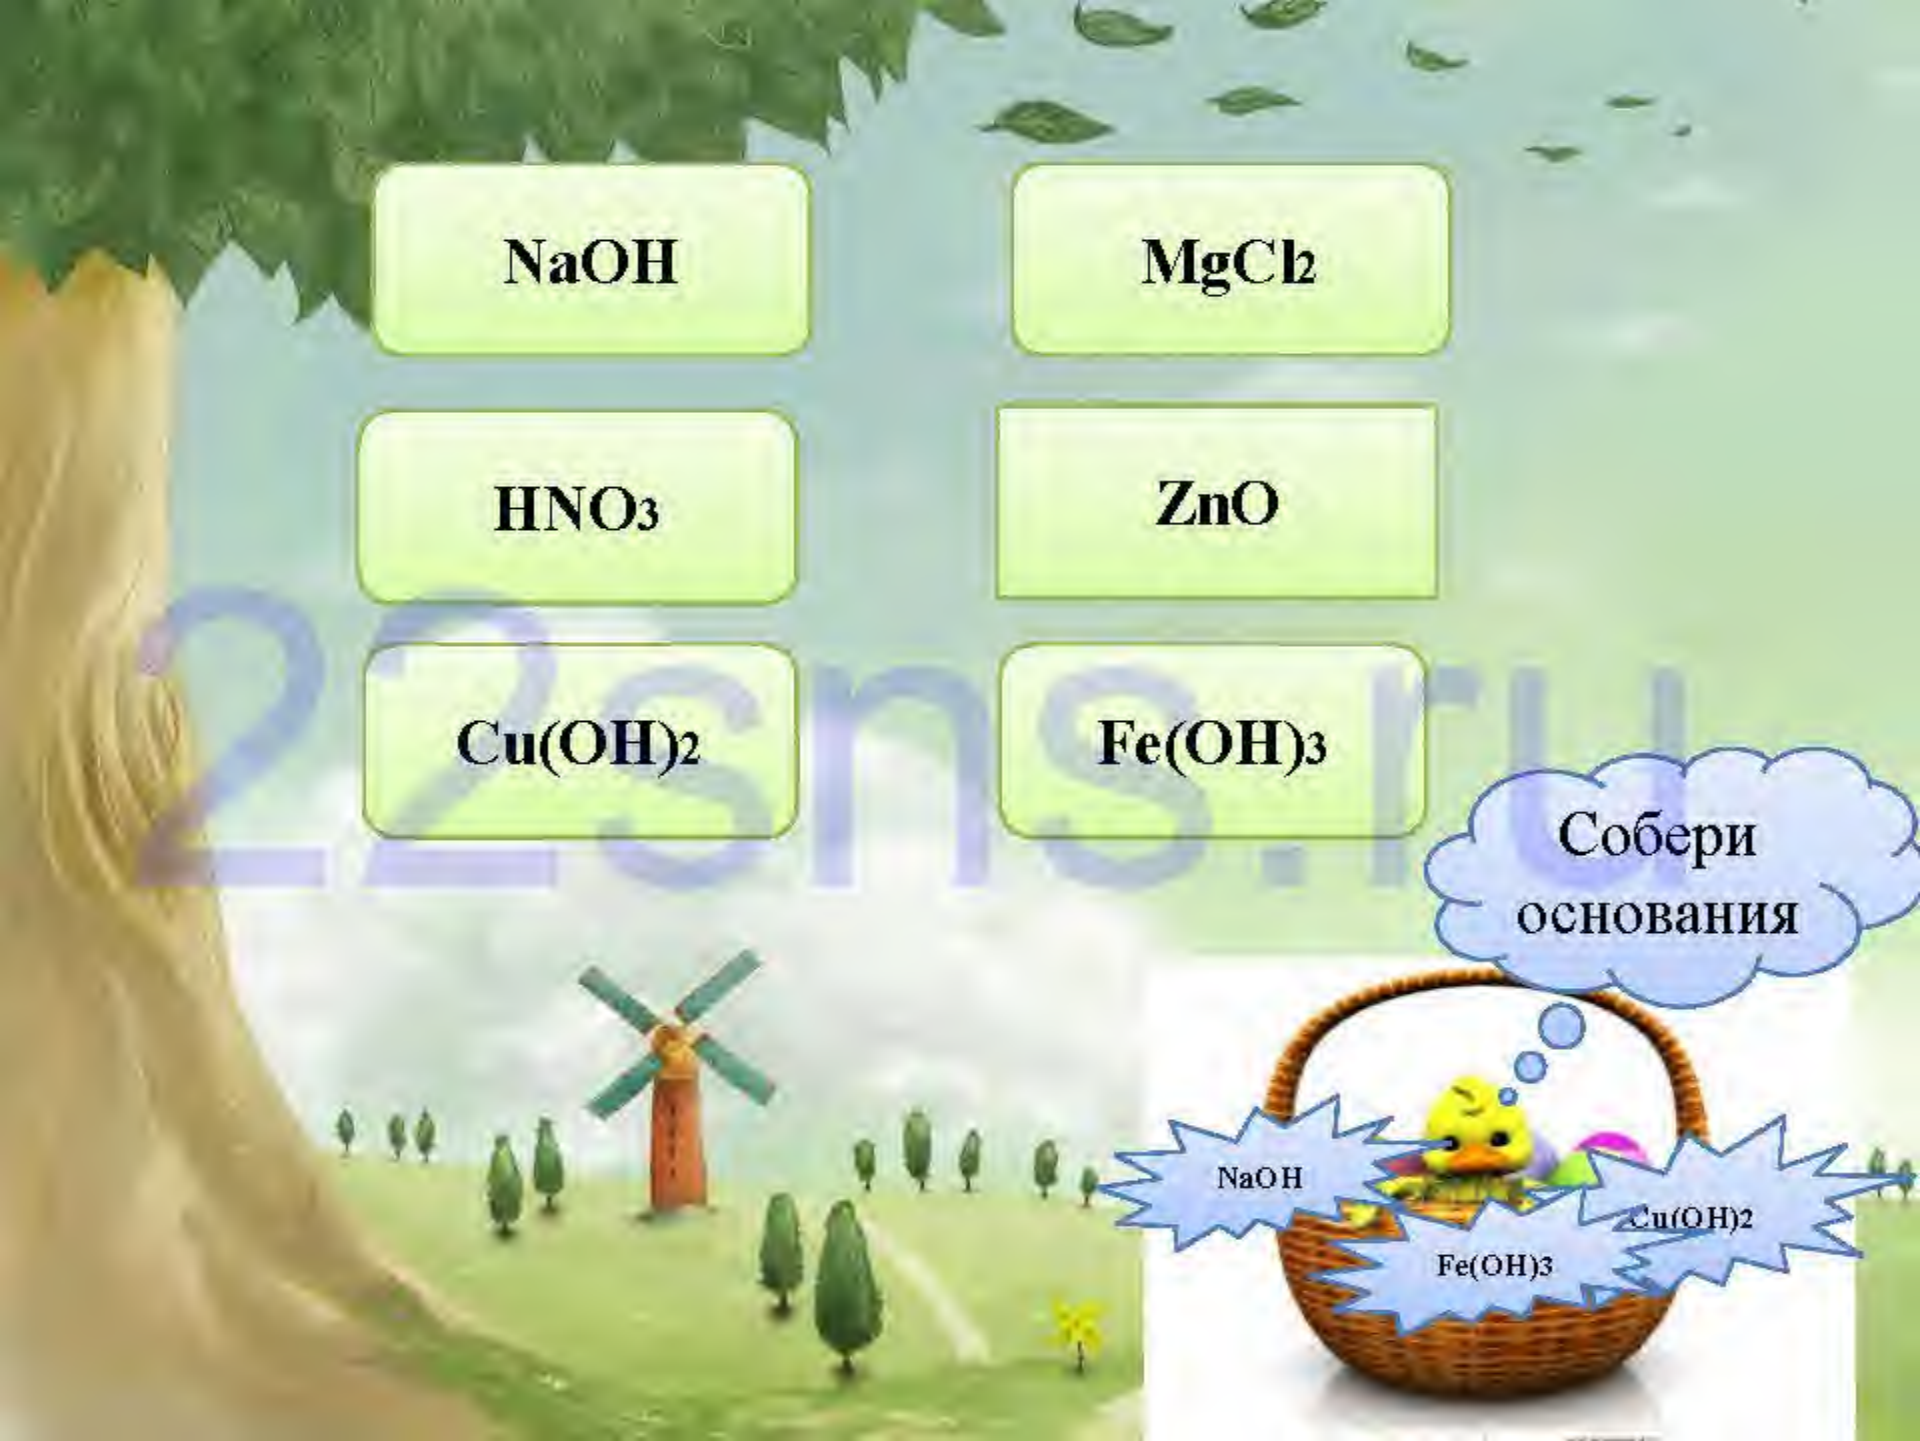 NaOH
MgCl2
HNO3
ZnO
Cu(OH)2
Fe(OH)3
22sns.ru
Собери
основания
NaOH
Cu(OH)2
Fe(OH)3